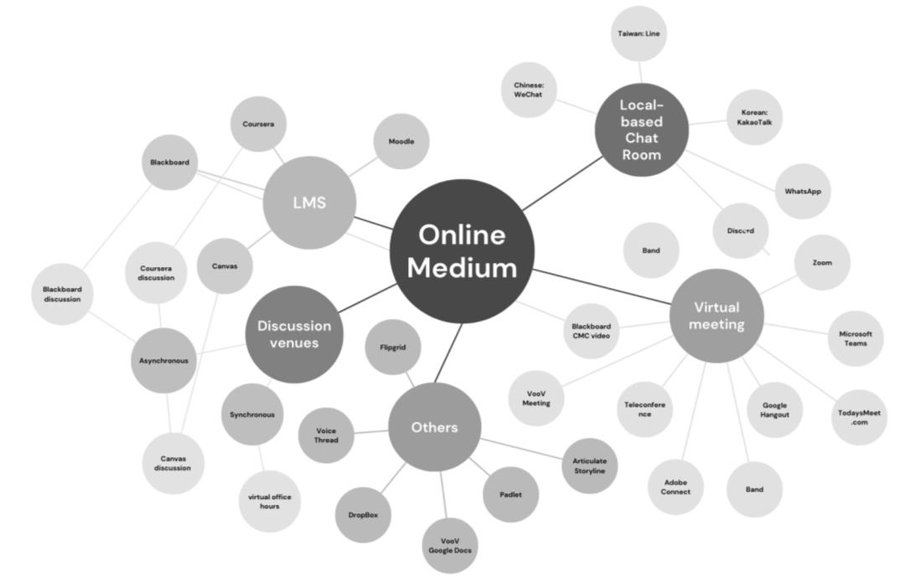 Taiwan: Line
Chinese:
WeChat
Local-
based
Chat
Room
Korean:
KakaoTalk
Coursera
Moodle
Blackboard
WhatsApp
LMS
Online
Medium
Discord
Band
Zoom
Coursera
discussion
Canvas
Blackboard
discussion
Virtual
meeting
Discussion
venues
Blackboard
CMC video
Microsoft
Teams
Flipgrid
Asynchronous
VooV
Meeting
Teleconfere
nce
Google
Hangout
TodaysMeet
.com
Synchronous
Others
Voice
Thread
Canvas
discussion
Articulate
Storyline
Adobe
Connect
Band
virtual office
hours
Padlet
DropBox
VooV
Google Docs